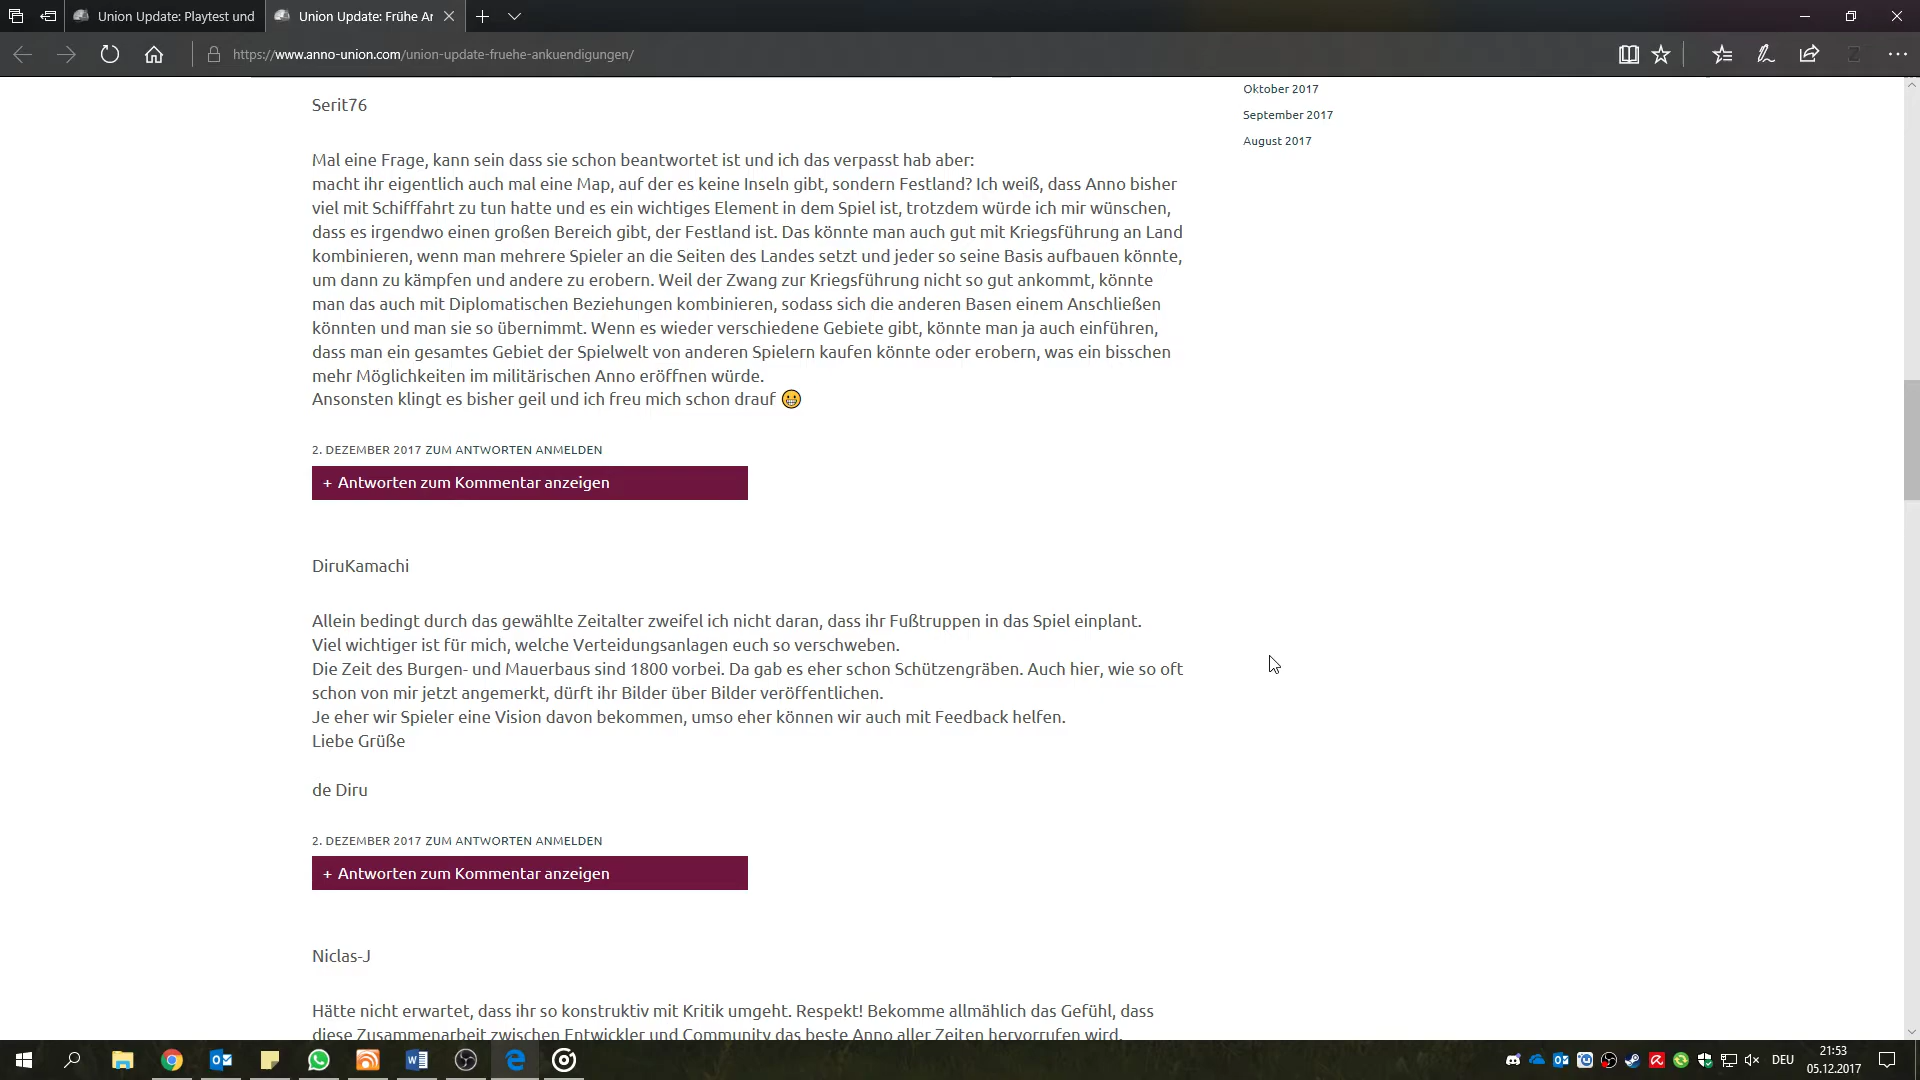 Union Update: Playtest und
Union Update: Frühe Ar
https://www.anno-union.com/union-update-fruehe-ankuendigungen/
Serit76
Mal eine Frage, kann sein dass sie schon beantwortet ist und ich das verpasst hab aber:
macht ihr eigentlich auch mal eine Map, auf der es keine Inseln gibt, sondern Festland? Ich weiß, dass Anno bisher
viel mit Schifffahrt zu tun hatte und es ein wichtiges Element in dem Spiel ist, trotzdem würde ich mir wünschen,
dass es irgendwo einen großen Bereich gibt, der Festland ist. Das könnte man auch gut mit Kriegsführung an Land
kombinieren, wenn man mehrere Spieler an die Seiten des Landes setzt und jeder so seine Basis aufbauen könnte,
um dann zu kämpfen und andere zu erobern. Weil der Zwang zur Kriegsführung nicht so gut ankommt, könnte
man das auch mit Diplomatischen Beziehungen kombinieren, sodass sich die anderen Basen einem Anschließen
könnten und man sie so übernimmt. Wenn es wieder verschiedene Gebiete gibt, könnte man ja auch einführen,
dass man ein gesamtes Gebiet der Spielwelt von anderen Spielern kaufen könnte oder erobern, was ein bisschen
mehr Möglichkeiten im militärischen Anno eröffnen würde.
Ansonsten klingt es bisher geil und ich freu mich schon drauf 😀
2. DEZEMBER 2017 ZUM ANTWORTEN ANMELDEN
+ Antworten zum Kommentar anzeigen
DiruKamachi
Allein bedingt durch das gewählte Zeitalter zweifel ich nicht daran, dass ihr Fußtruppen in das Spiel einplant.
Viel wichtiger ist für mich, welche Verteidungsanlagen euch so verschweben.
Die Zeit des Burgen- und Mauerbaus sind 1800 vorbei. Da gab es eher schon Schützengräben. Auch hier, wie so oft
schon von mir jetzt angemerkt, dürft ihr Bilder über Bilder veröffentlichen.
Je eher wir Spieler eine Vision davon bekommen, umso eher können wir auch mit Feedback helfen.
Liebe Grüße
de Diru
2. DEZEMBER 2017 ZUM ANTWORTEN ANMELDEN
+ Antworten zum Kommentar anzeigen
Niclas-J
Hätte nicht erwartet, dass ihr so konstruktiv mit Kritik umgeht. Respekt! Bekomme allmählich das Gefühl, dass
diese Zusammenarbeit zwischen Entwickler und Community das beste Anno aller Zeiten hervorrufen wird.
Oktober 2017
September 2017
August 2017
DEU
21:53
05.12.2017